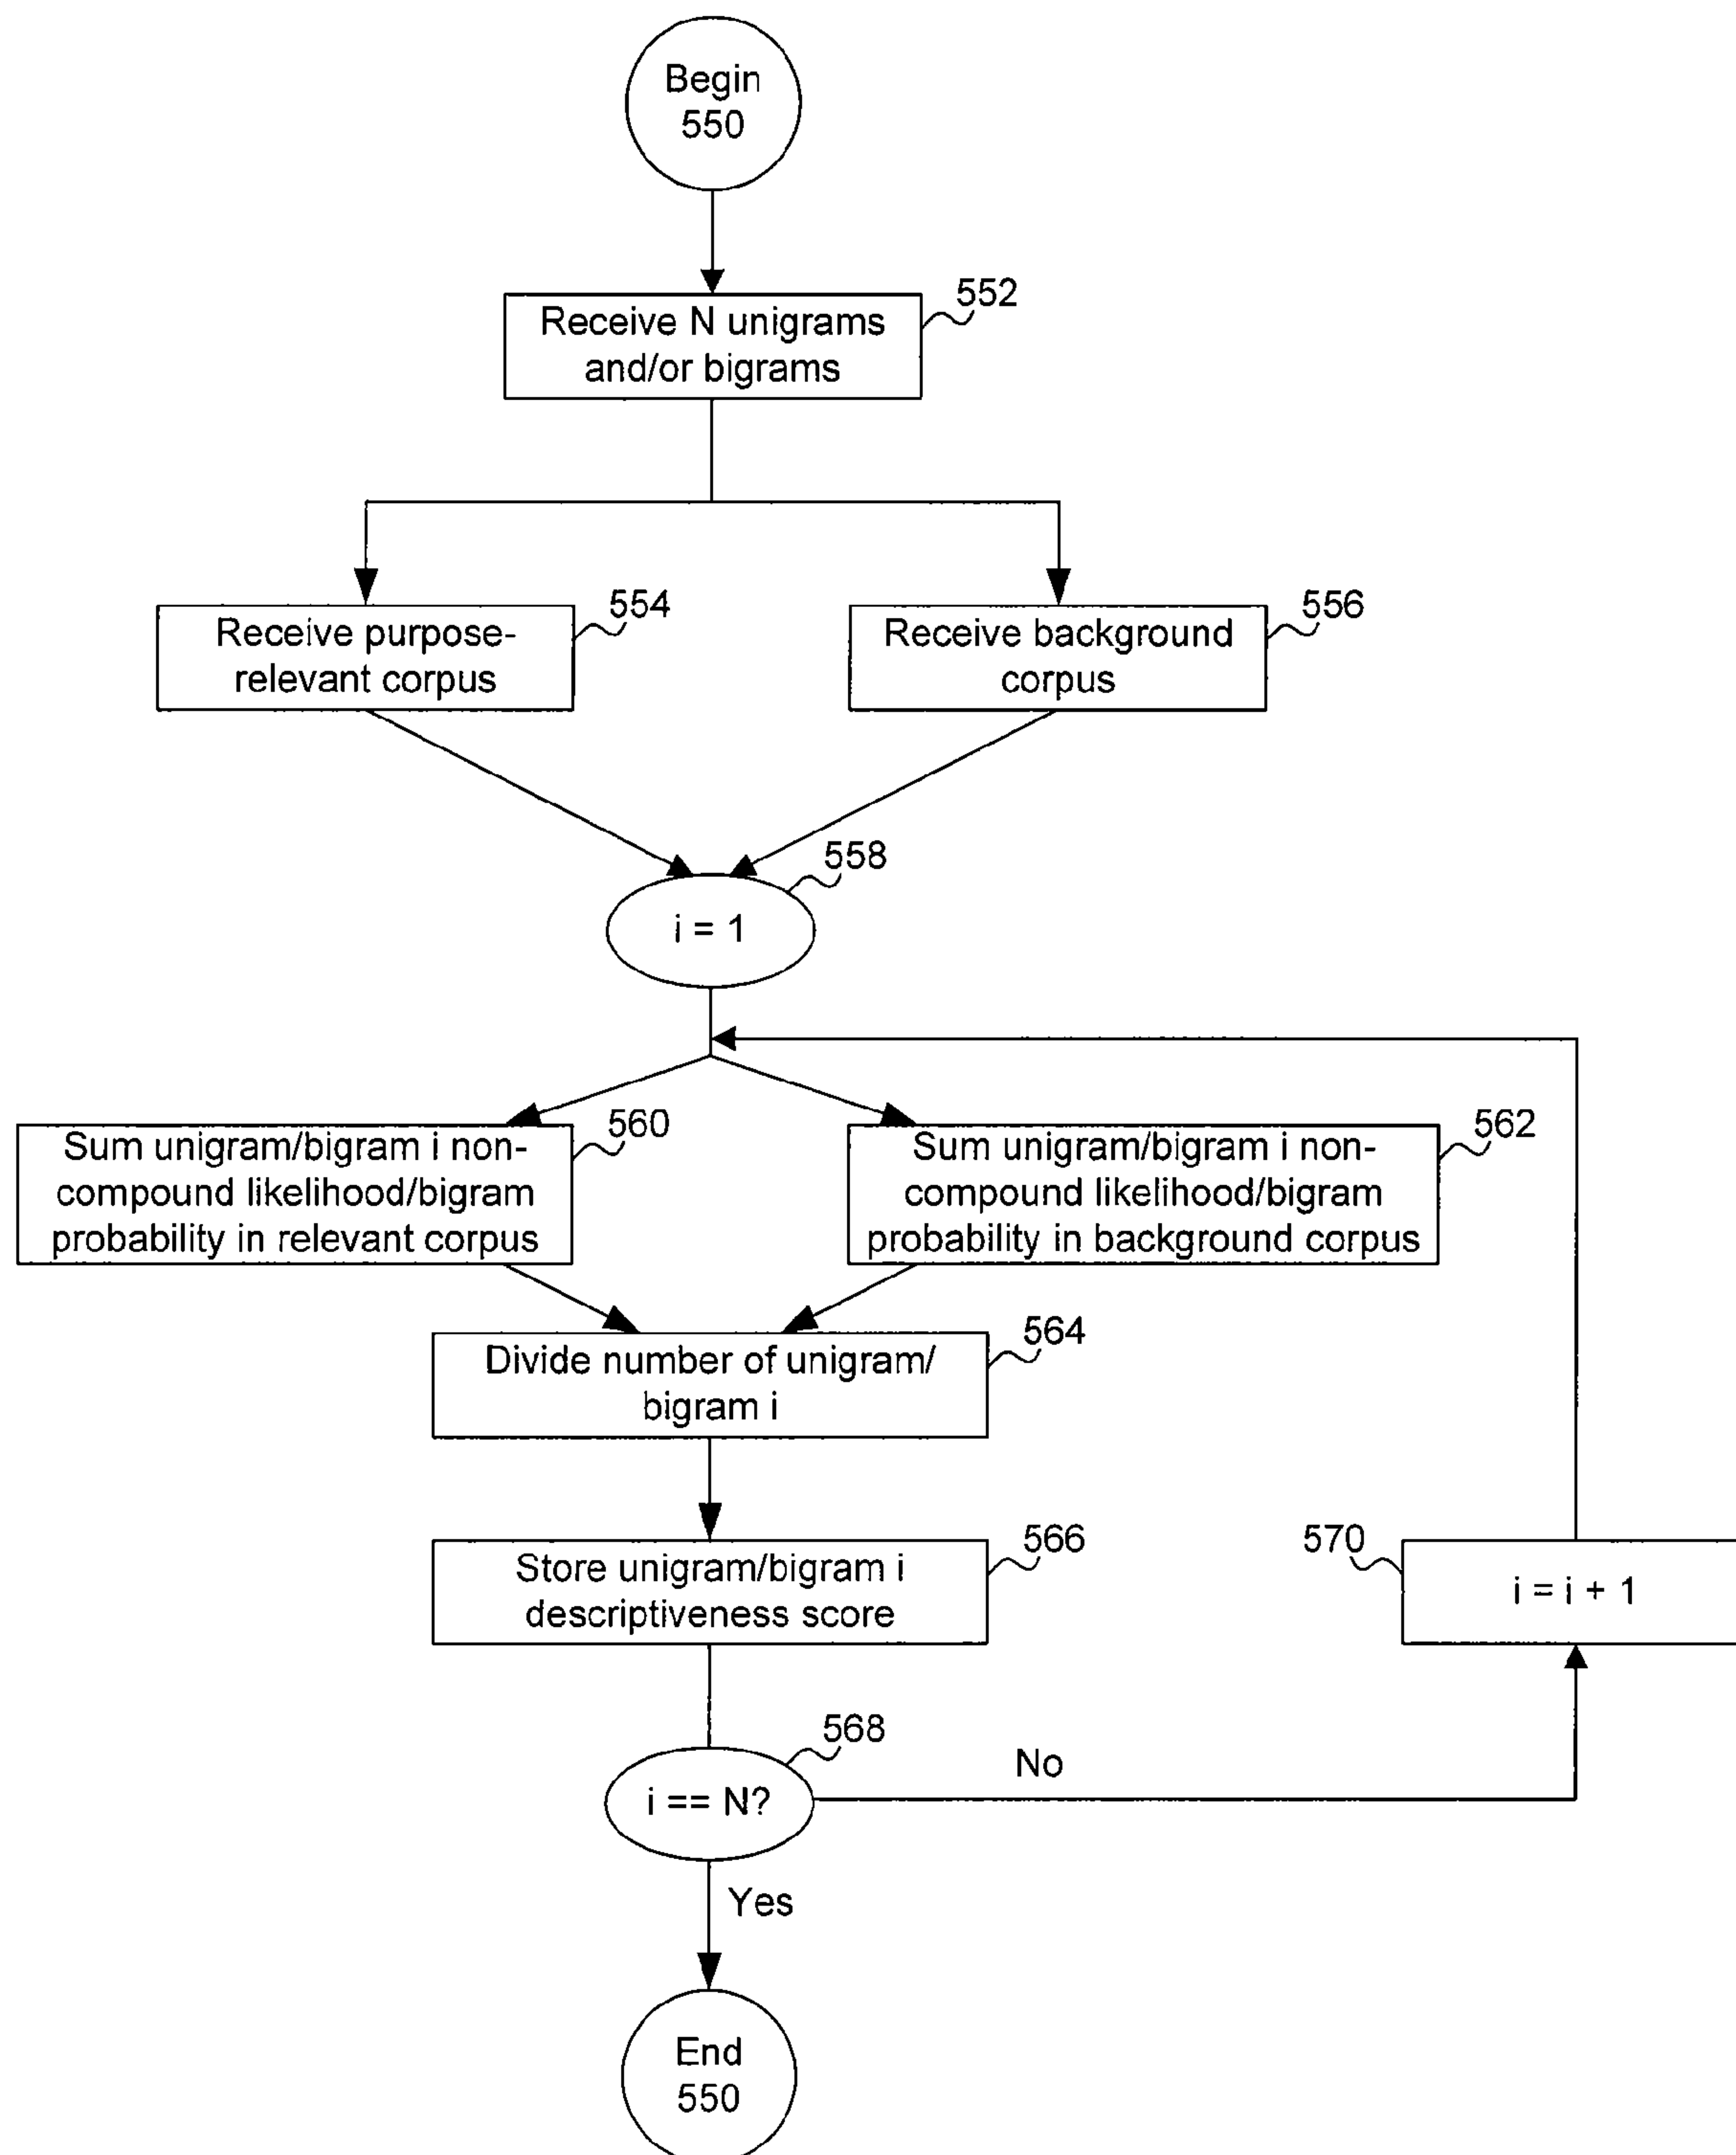 Begin
550
552
Receive N unigrams
and/or bigrams
554
Receive purpose-
relevant corpus
556
Receive background
corpus
558
i = 1
560
Sum unigram/bigram i non-
compound likelihood/bigram
probability in relevant corpus
562
Sum unigram/bigram i non-
compound likelihood/bigram
probability in background corpus
564
Divide number of unigram/
bigram i
566
Store unigram/bigram i
descriptiveness score
570
i = i + 1
568
i == N?
No
Yes
End
550